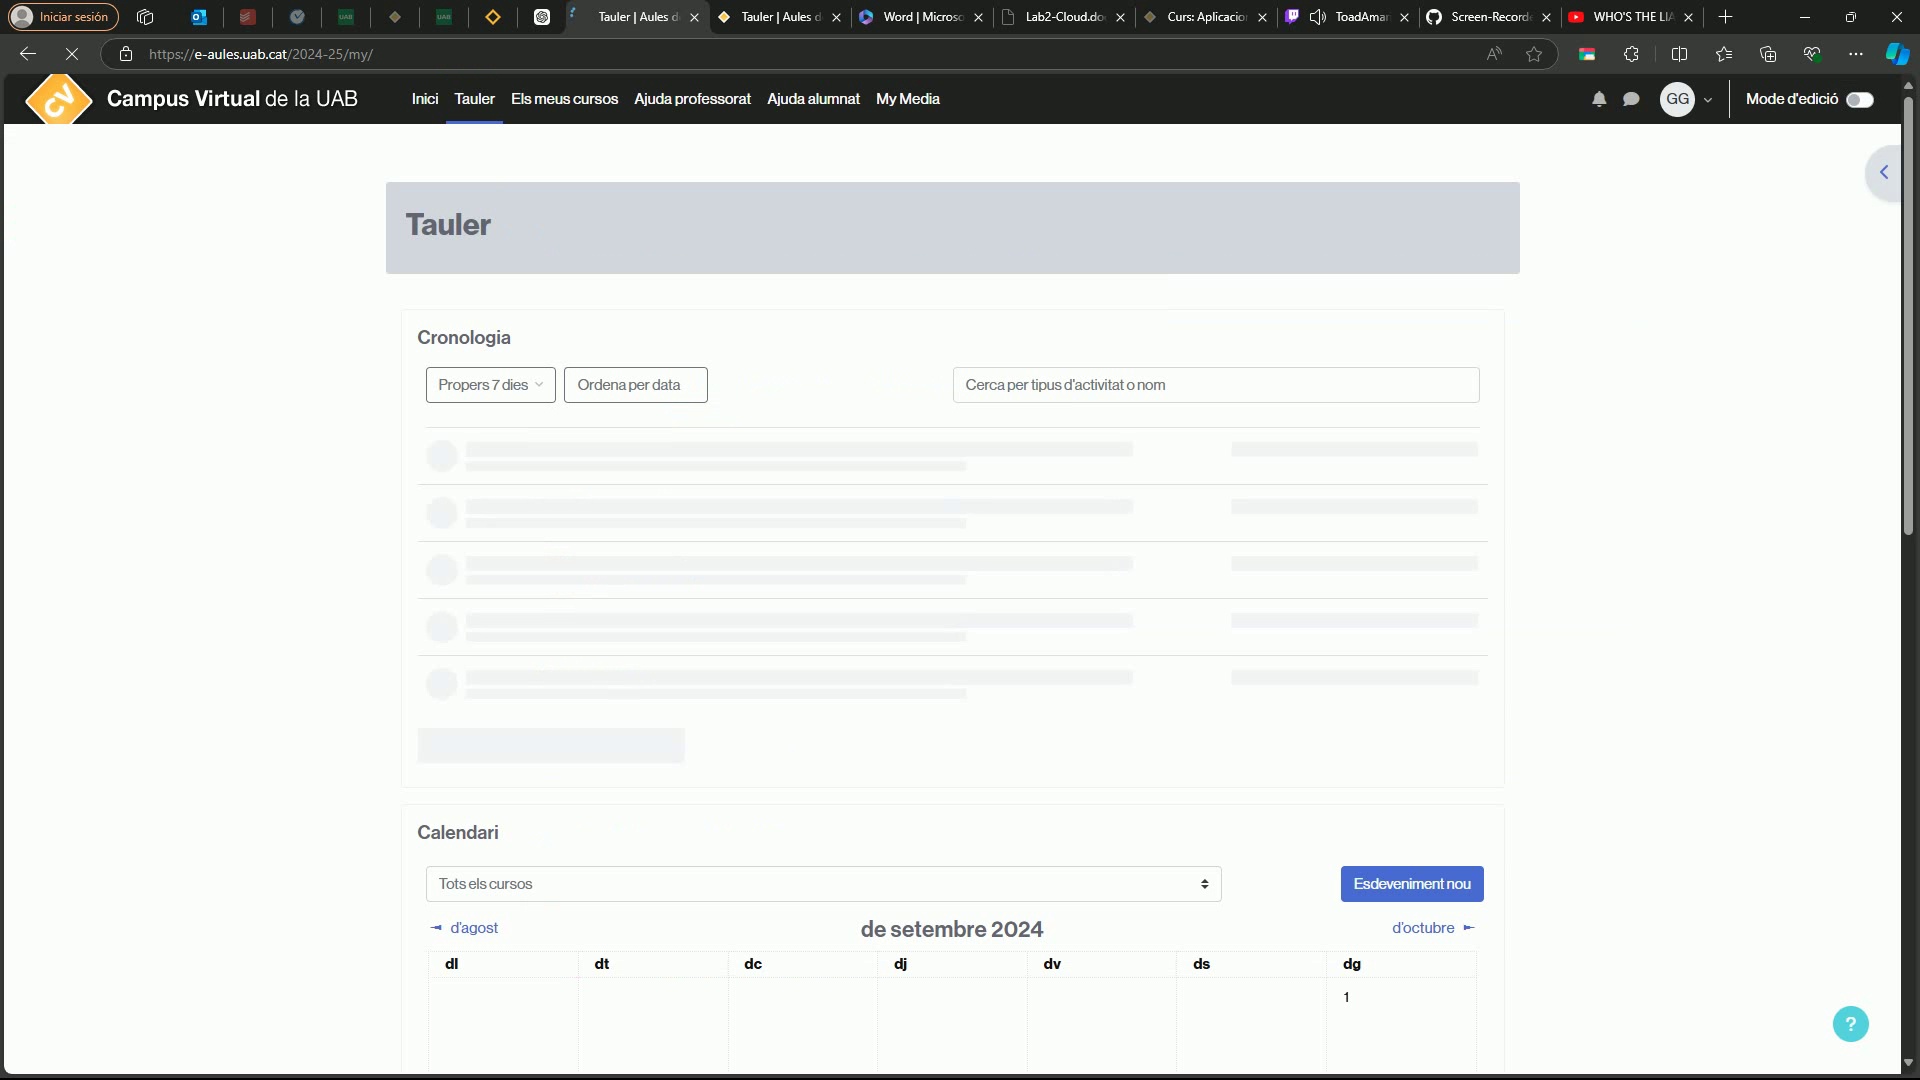 Iniciar sesión
Tauler | Aules d
Tauler | Aules d
Word | Microso
Lab2-Cloud.do
Curs: Aplicacio
ToadAmar
Screen-Record
WHO'S THE LIA
https://e-aules.uab.cat/2024-25/my/
CV
Campus Virtual de la UAB
Inici
Tauler
Els meus cursos
Ajuda professorat
Ajuda alumnat
My Media
GG
Mode d'edició
Tauler
Cronologia
Propers 7 dies
Ordena per data
Cerca per tipus d'activitat o nom
Calendari
Tots els cursos
Esdeveniment nou
◄ d'agost
de setembre 2024
d'octubre ►
dl
dt
dc
dj
dv
ds
dg
1
?